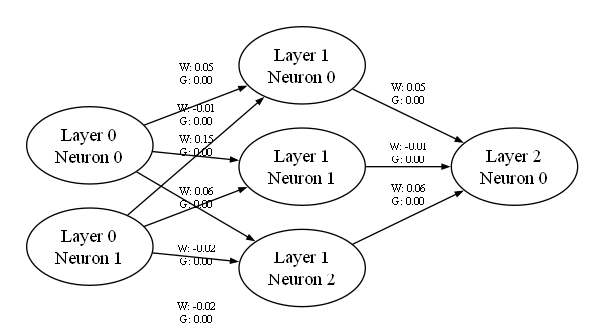 Layer 1
Neuron 0
W: 0.05
G: 0.00
W: 0.05
G: 0.00
W: -0.01
G: 0.00
Layer 0
Neuron 0
W: 0.15
G: 0.00
Layer 1
Neuron 1
W: -0.01
G: 0.00
Layer 2
Neuron 0
W: 0.06
G: 0.00
W: 0.06
G: 0.00
Layer 0
Neuron 1
W: -0.02
G: 0.00
Layer 1
Neuron 2
W: -0.02
G: 0.00